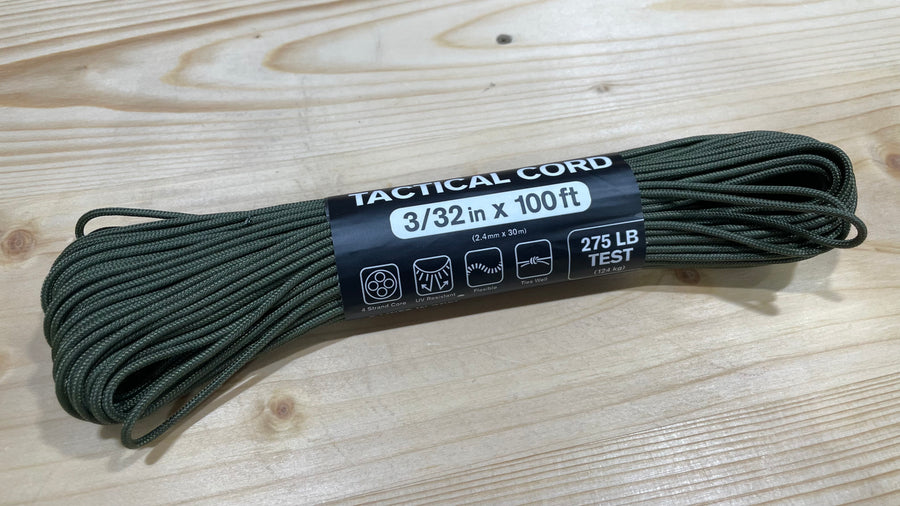 TACTICAL CORD
3/32 in X 100 ft
(2.4mm x 30m)
275 LB
TEST
(124 kg)
4 Strand Core
UV Resistant
Flexible
Ties Well